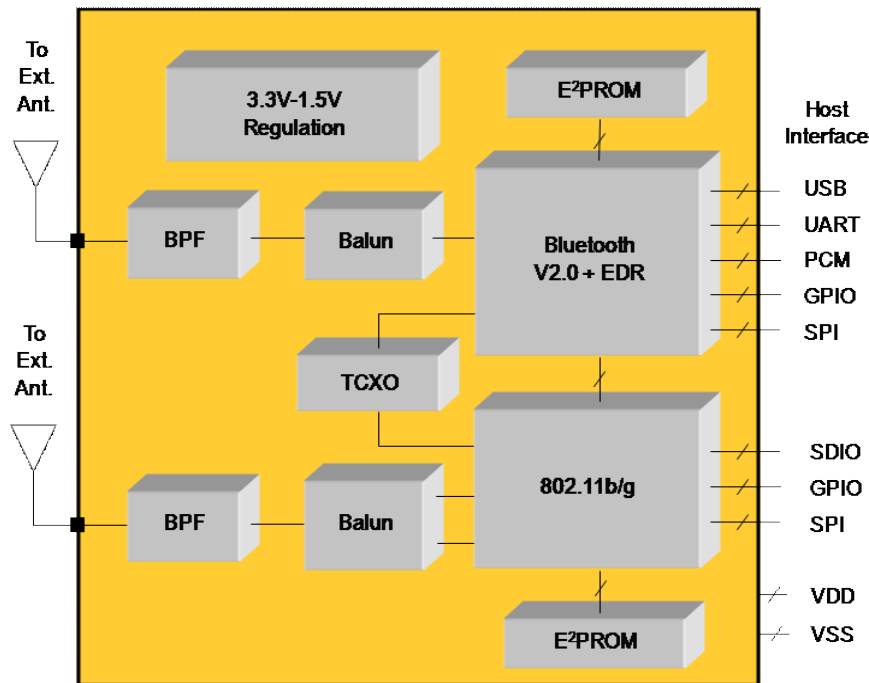 To
Ext.
Ant.
3.3V-1.5V
Regulation
E²PROM
Host
Interface
BPF
Balun
Bluetooth
V2.0 + EDR
USB
UART
PCM
GPIO
SPI
To
Ext.
Ant.
TCXO
BPF
Balun
802.11b/g
SDIO
GPIO
SPI
E²PROM
VDD
VSS